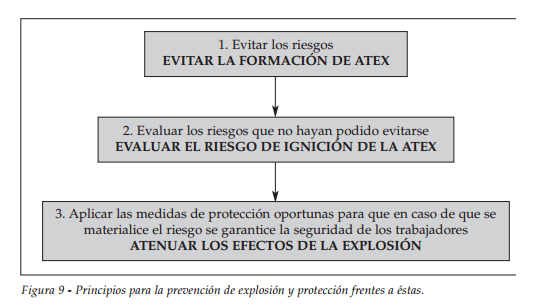 1. Evitar los riesgos
EVITAR LA FORMACIÓN DE ATEX
2. Evaluar los riesgos que no hayan podido evitarse
EVALUAR EL RIESGO DE IGNICIÓN DE LA ATEX
3. Aplicar las medidas de protección oportunas para que en caso de que se
materialice el riesgo se garantice la seguridad de los trabajadores
ATENUAR LOS EFECTOS DE LA EXPLOSIÓN
Figura 9 - Principios para la prevención de explosión y protección frentes a éstas.